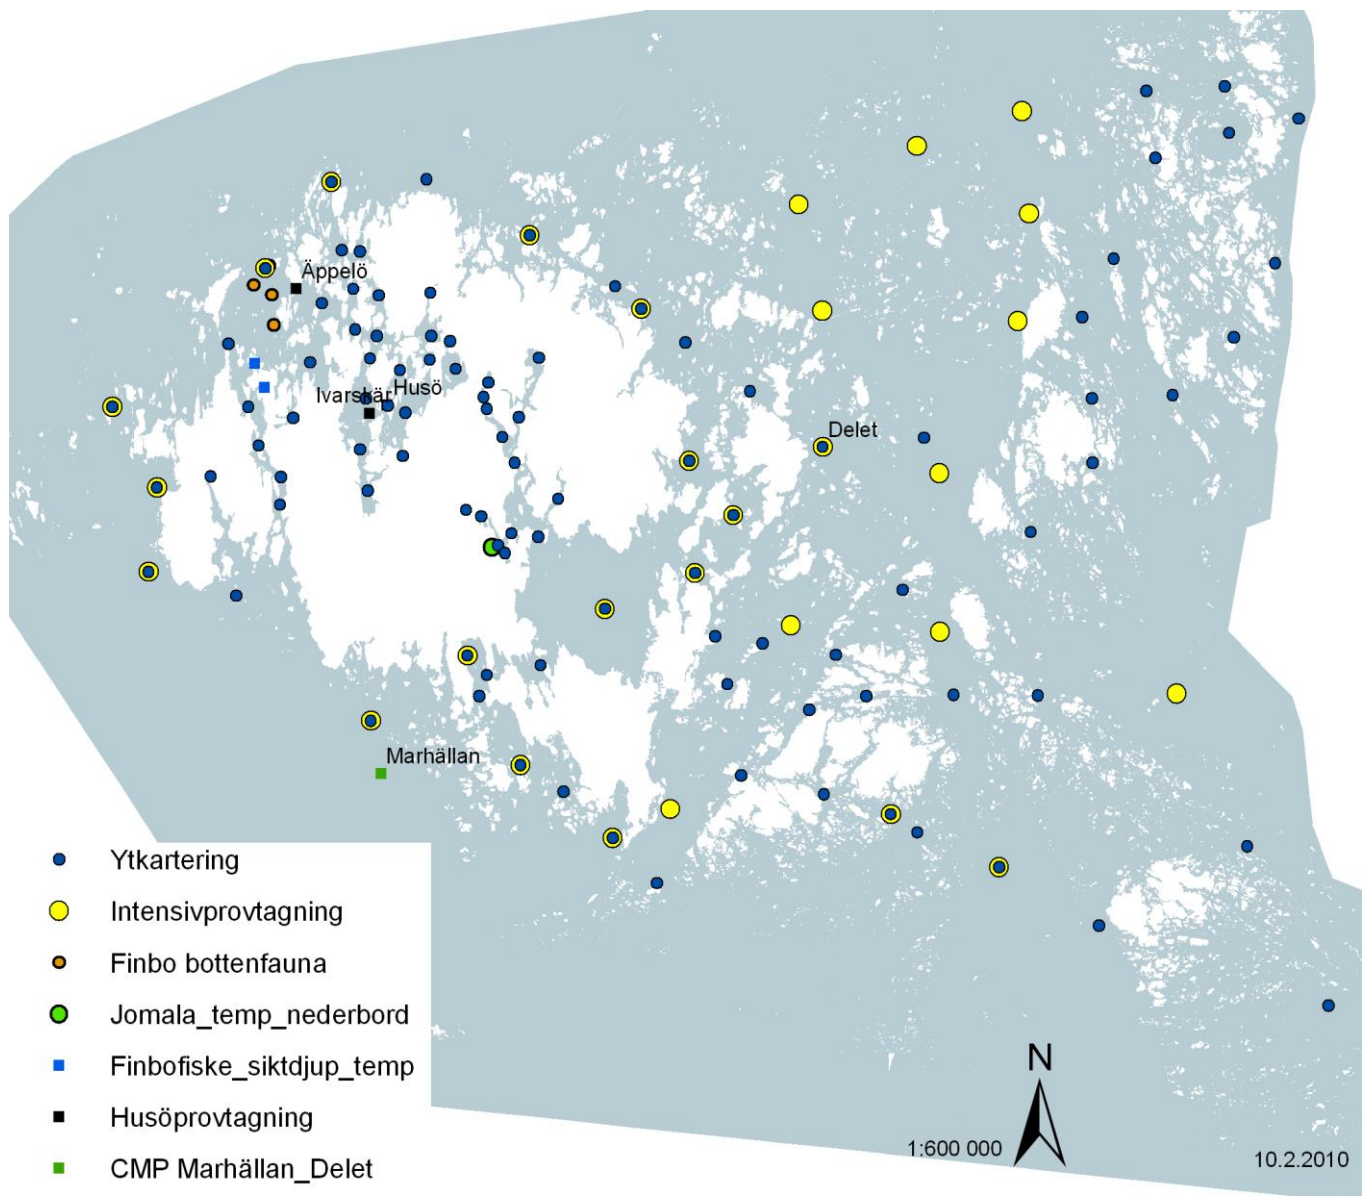 Äppelö
Ivarskär
Husö
Delet
Marhällan
Ytkartering
Intensivprovtagning
Finbo bottenfauna
Jomala_temp_nederbord
Finbofiske_siktdjup_temp
Husöprovtagning
CMP Marhällan_Delet
N
1:600 000
10.2.2010